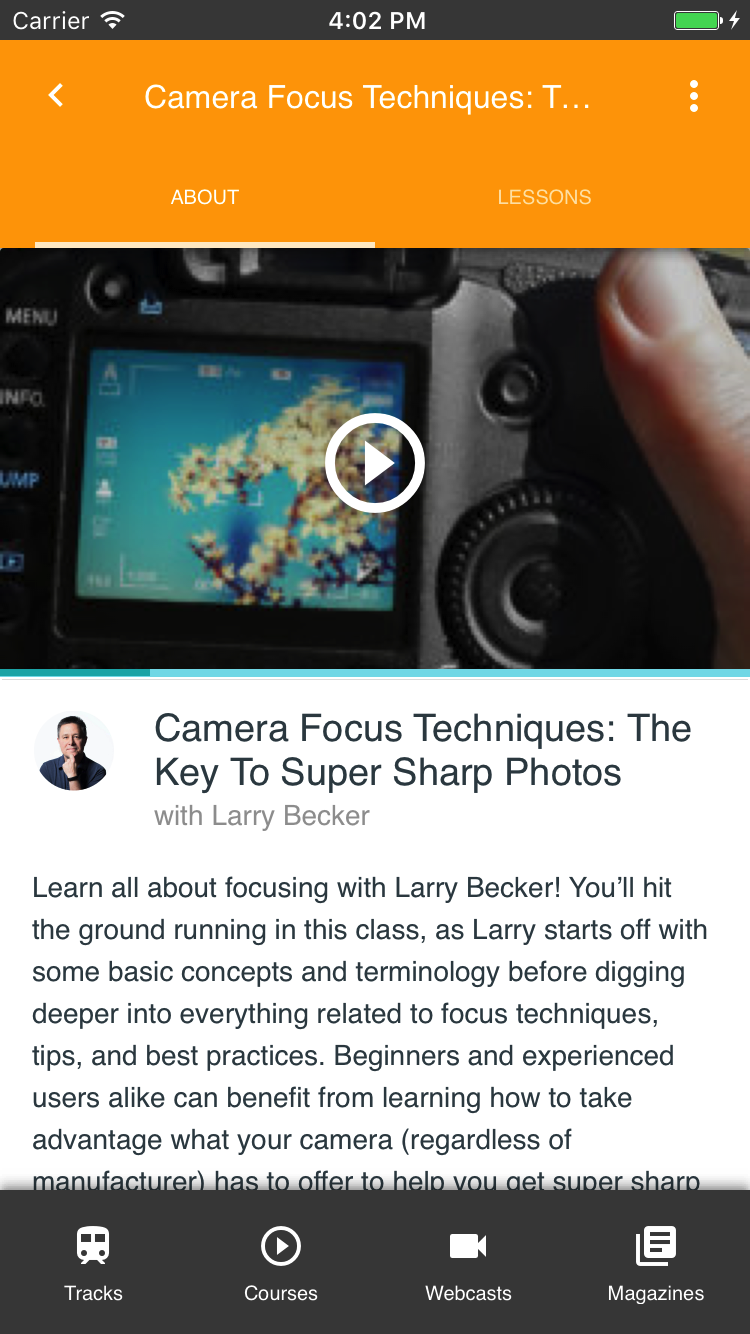 Carrier 4:02 PM
Camera Focus Techniques: T...
ABOUT LESSONS
MENU
INFO.
UMP
A
Camera Focus Techniques: The
Key To Super Sharp Photos
with Larry Becker
Learn all about focusing with Larry Becker! You’ll hit
the ground running in this class, as Larry starts off with
some basic concepts and terminology before digging
deeper into everything related to focus techniques,
tips, and best practices. Beginners and experienced
users alike can benefit from learning how to take
advantage what your camera (regardless of
manufacturer) has to offer to help you get super sharp
Tracks Courses Webcasts Magazines